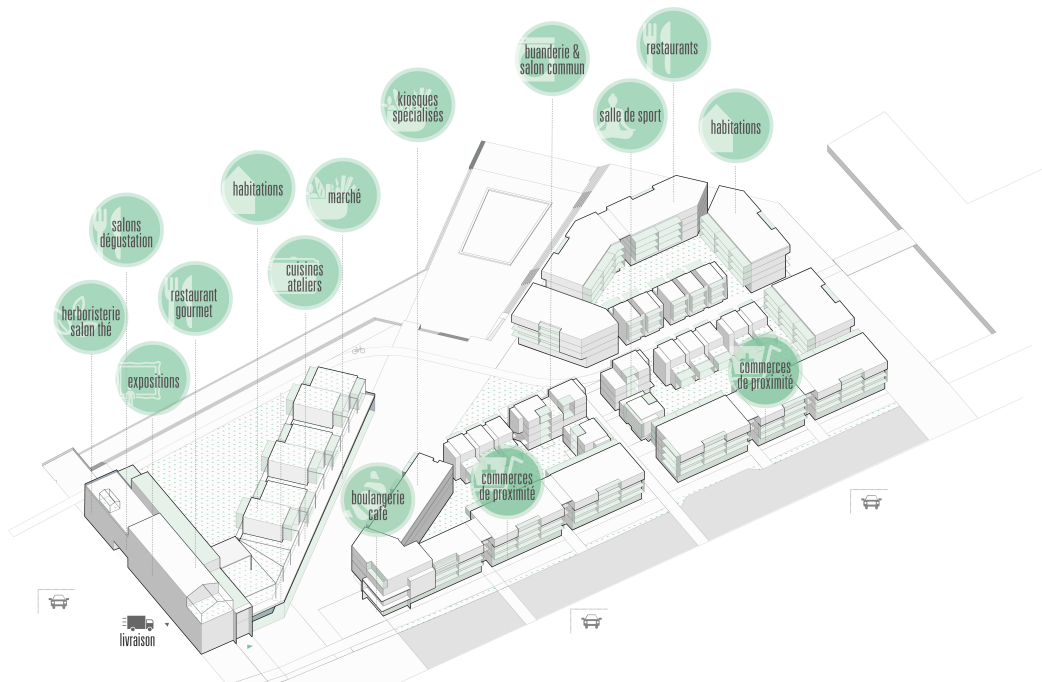 buanderie &
salon commun
restaurants
kiosques
spécialisés
salle de sport
habitations
habitations
marché
salons
dégustation
cuisines
ateliers
restaurant
gourmet
herboristerie
salon thé
expositions
commerces
de proximité
commerces
de proximité
boulangerie
café
livraison